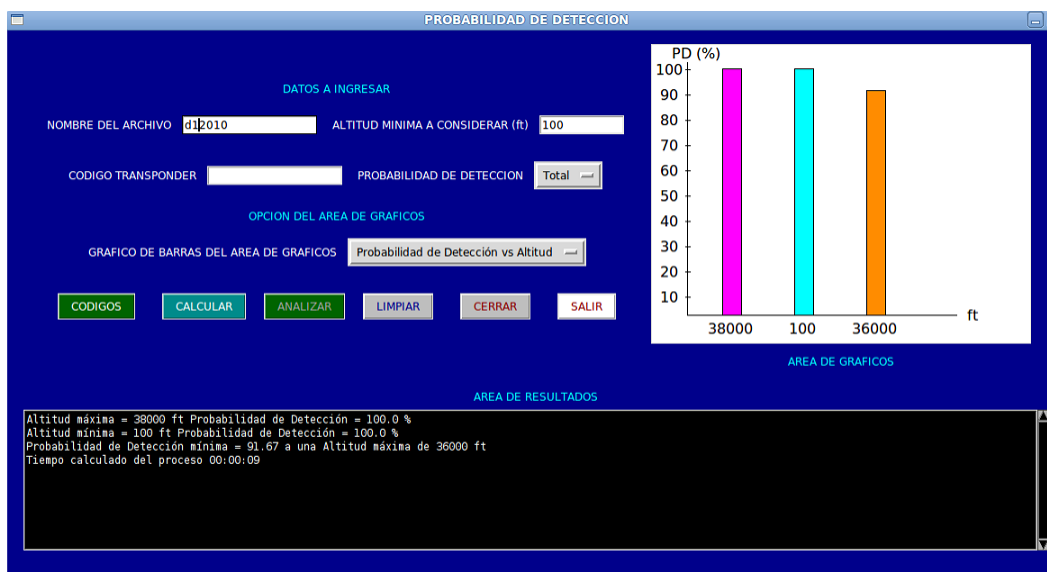 PROBABILIDAD DE DETECCION
DATOS A INGRESAR
NOMBRE DEL ARCHIVO d12010 ALTITUD MINIMA A CONSIDERAR (ft) 100
CODIGO TRANSPONDER PROBABILIDAD DE DETECCION Total
OPCION DEL AREA DE GRAFICOS
GRAFICO DE BARRAS DEL AREA DE GRAFICOS Probabilidad de Detección vs Altitud
CODIGOS CALCULAR ANALIZAR LIMPIAR CERRAR SALIR
PD (%)
100
90
80
70
60
50
40
30
20
10
ft
38000 100 36000
AREA DE GRAFICOS
AREA DE RESULTADOS
Altitud máxima = 38000 ft Probabilidad de Detección = 100.0 %
Altitud mínima = 100 ft Probabilidad de Detección = 100.0 %
Probabilidad de Detección mínima = 91.67 a una Altitud máxima de 36000 ft
Tiempo calculado del proceso 00:00:09